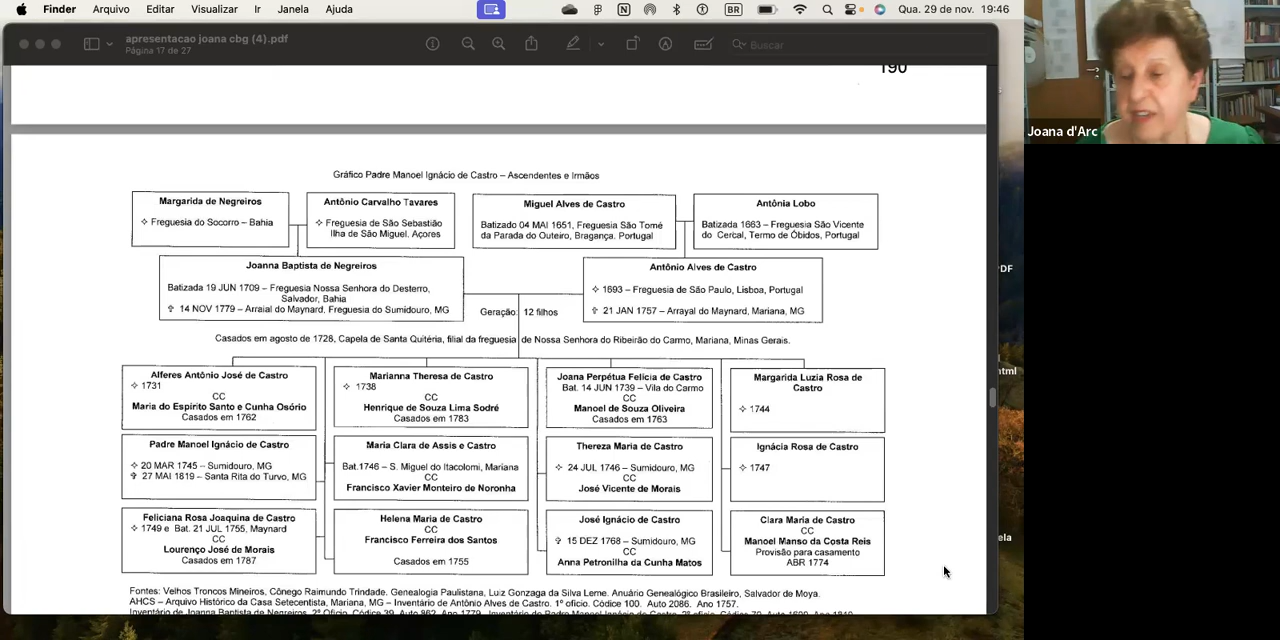 Finder Arquivo Editar Visualizar Ir Janela Ajuda
BR
Qua. 29 de nov. 19:46
apresentacao joana cbg (4).pdf
Página 17 de 27
Buscar
190
Joana d'Arc
Gráfico Padre Manoel Ignácio de Castro – Ascendentes e Irmãos
Margarida de Negreiros
Freguesia do Socorro – Bahia
Antônio Carvalho Tavares
Freguesia de São Sebastião
Ilha de São Miguel, Açores
Miguel Alves de Castro
Batizado 04 MAI 1651, Freguesia São Tomé
da Parada do Outeiro, Bragança, Portugal
Antônia Lobo
Batizada 1663 – Freguesia São Vicente
do Cercal, Termo de Óbidos, Portugal
Joanna Baptista de Negreiros
Batizada 19 JUN 1709 – Freguesia Nossa Senhora do Desterro,
Salvador, Bahia
14 NOV 1779 – Arraial do Maynard, Freguesia do Sumidouro, MG
Antônio Alves de Castro
1693 – Freguesia de São Paulo, Lisboa, Portugal
21 JAN 1757 – Arrayal do Maynard, Mariana, MG
Geração: 12 filhos
Casados em agosto de 1728, Capela de Santa Quitéria, filial da freguesia de Nossa Senhora do Ribeirão do Carmo, Mariana, Minas Gerais.
Alferes Antônio José de Castro
1731
CC
Maria do Espírito Santo e Cunha Osório
Casados em 1762
Marianna Theresa de Castro
1738
CC
Henrique de Souza Lima Sodré
Casados em 1783
Joana Perpétua Felícia de Castro
Bat. 14 JUN 1739 – Vila do Carmo
CC
Manoel de Souza Oliveira
Casados em 1763
Margarida Luzia Rosa de
Castro
1744
Padre Manoel Ignácio de Castro
20 MAR 1745 – Sumidouro, MG
27 MAI 1819 – Santa Rita do Turvo, MG
Maria Clara de Assis e Castro
Bat.1746 – S. Miguel do Itacolomi, Mariana
CC
Francisco Xavier Monteiro de Noronha
Thereza Maria de Castro
24 JUL 1746 – Sumidouro, MG
CC
José Vicente de Morais
Ignácia Rosa de Castro
1747
Feliciana Rosa Joaquina de Castro
1749 e Bat. 21 JUL 1755, Maynard
CC
Lourenço José de Morais
Casados em 1787
Helena Maria de Castro
CC
Francisco Ferreira dos Santos
Casados em 1755
José Ignácio de Castro
15 DEZ 1768 – Sumidouro, MG
CC
Anna Petronilha da Cunha Matos
Clara Maria de Castro
CC
Manoel Manso da Costa Reis
Provisão para casamento
ABR 1774
Fontes: Velhos Troncos Mineiros, Cônego Raimundo Trindade. Genealogia Paulistana, Luiz Gonzaga da Silva Leme. Anuário Genealógico Brasileiro, Salvador de Moya.
AHCS – Arquivo Histórico da Casa Setecentista, Mariana, MG – Inventário de Antônio Alves de Castro. 1º ofício. Códice 100. Auto 2086. Ano 1757.